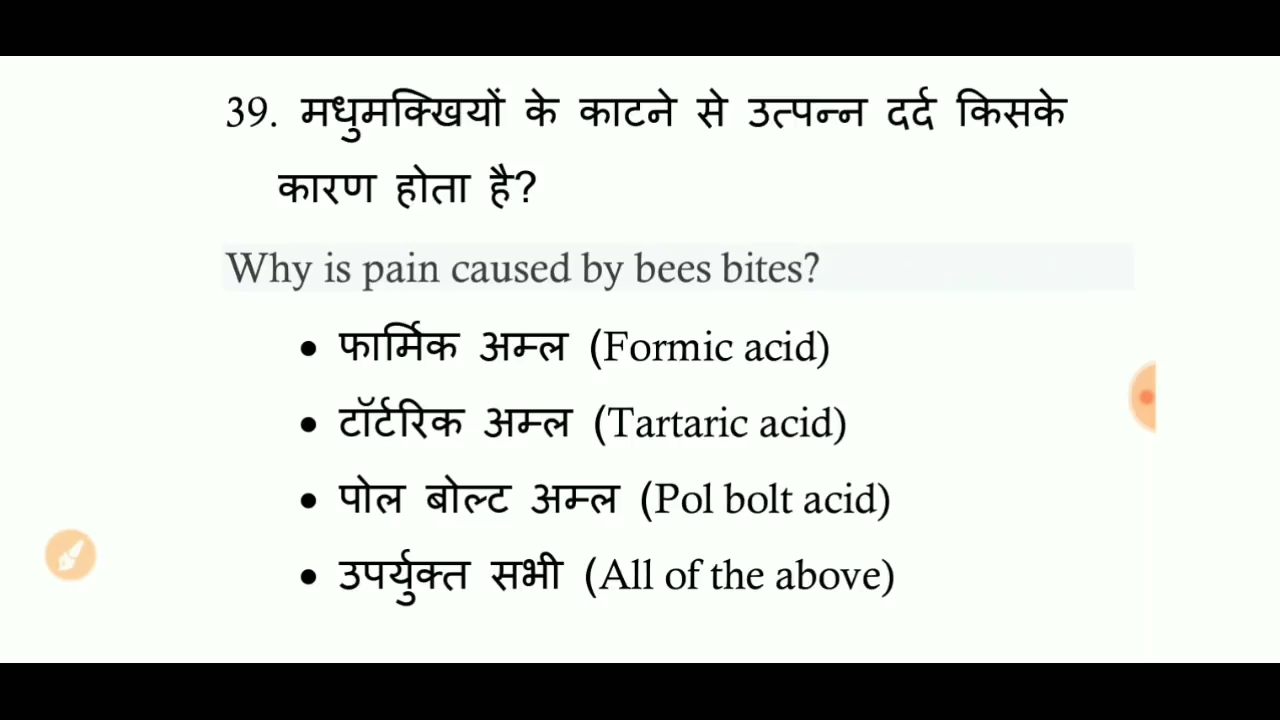 39. मधुमक्खियों के काटने से उत्पन्न दर्द किसके
कारण होता है?
Why is pain caused by bees bites?
• फार्मिक अम्ल (Formic acid)
• टॉर्टरिक अम्ल (Tartaric acid)
• पोल बोल्ट अम्ल (Pol bolt acid)
• उपर्युक्त सभी (All of the above)